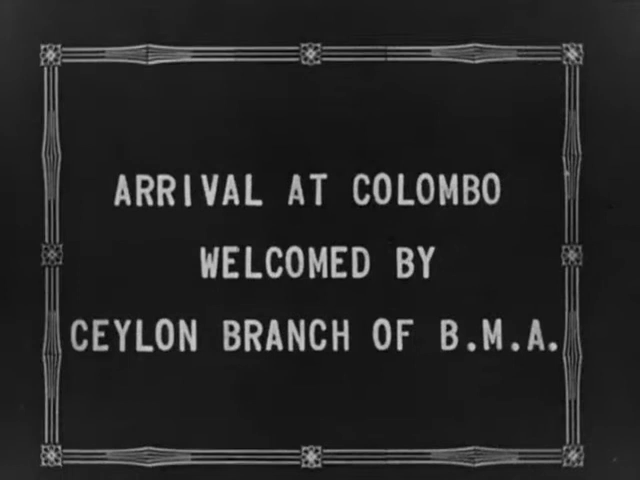 ARRIVAL AT COLOMBO
WELCOMED BY
CEYLON BRANCH OF B.M.A.